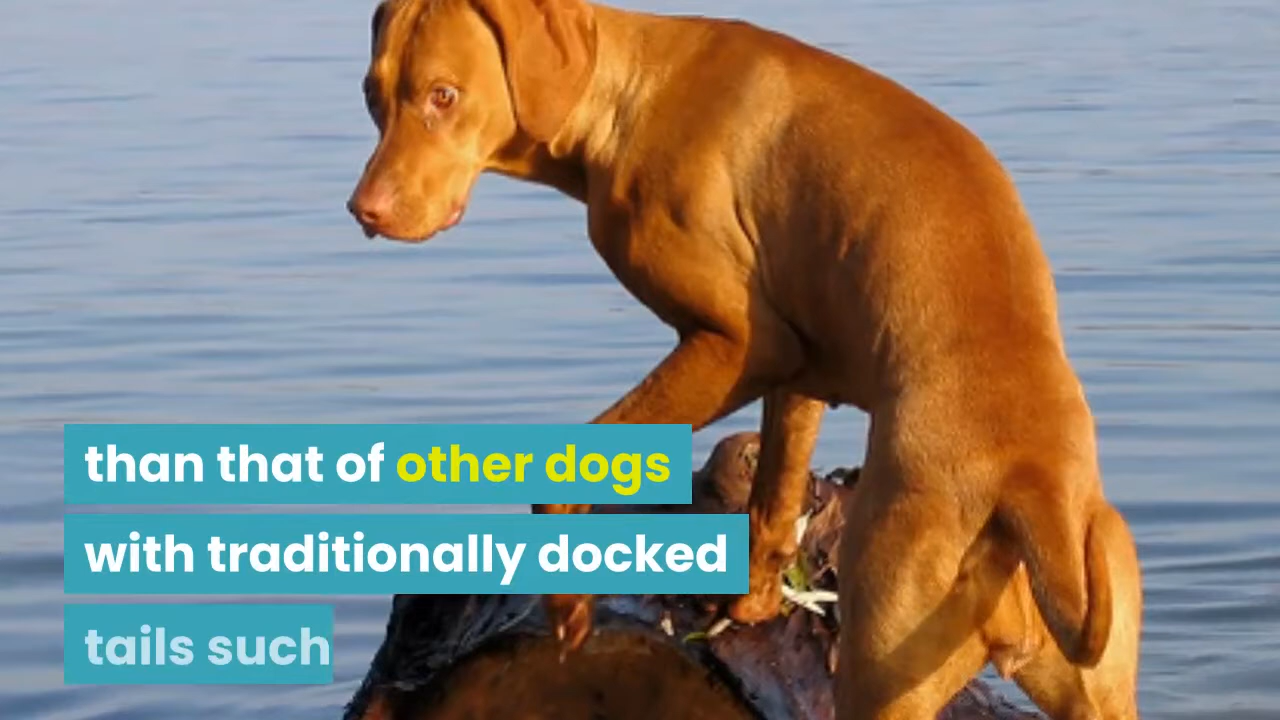 than that of other dogs
with traditionally docked
tails such